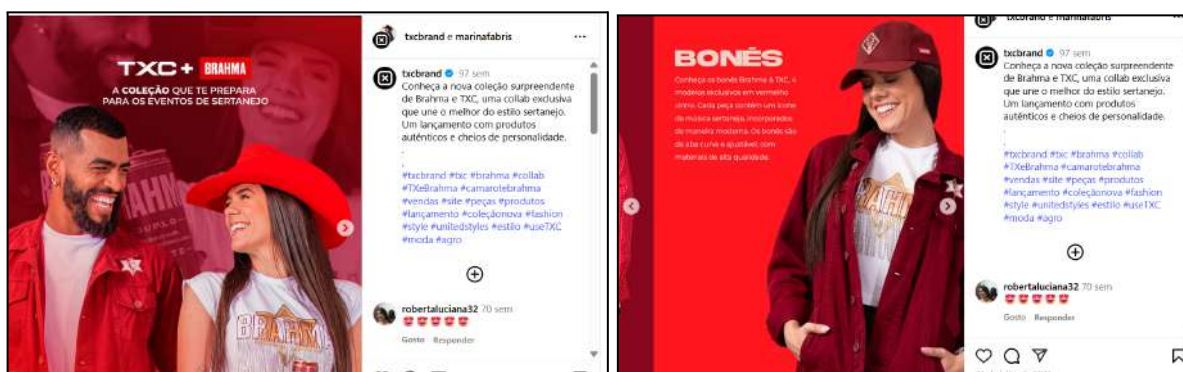 TXC + BRAHMA
A COLEÇÃO QUE TE PREPARA
PARA OS EVENTOS DE SERTANEJO
BRAHM
txcbrand e marinafabris
txcbrand 97 sem
Conheça a nova coleção surpreendente
de Brahma e TXC, uma collab exclusiva
que une o melhor do estilo sertanejo.
Um lançamento com produtos
autênticos e cheios de personalidade.
.
.
#txcbrand #txc #brahma #collab
#TXeBrahma #camarotebrahma
#vendas #site #peças #produtos
#lançamento #coleçãonova #fashion
#style #unitedstyles #estilo #useTXC
#moda #agro
robertaluciana32 70 sem
Gosto Responder
BONÉS
Conheça os bonés Brahma & TXC, 4
modelos exclusivos em vermelho
vinho. Cada peça contém um ícone
da música sertaneja, incorporados
de maneira moderna. Os bonés são
de aba curva e ajustável, com
materiais de alta qualidade.
txcbrand e marinafabris
txcbrand 97 sem
Conheça a nova coleção surpreendente
de Brahma e TXC, uma collab exclusiva
que une o melhor do estilo sertanejo.
Um lançamento com produtos
autênticos e cheios de personalidade.
.
.
#txcbrand #txc #brahma #collab
#TXeBrahma #camarotebrahma
#vendas #site #peças #produtos
#lançamento #coleçãonova #fashion
#style #unitedstyles #estilo #useTXC
#moda #agro
robertaluciana32 70 sem
Gosto Responder